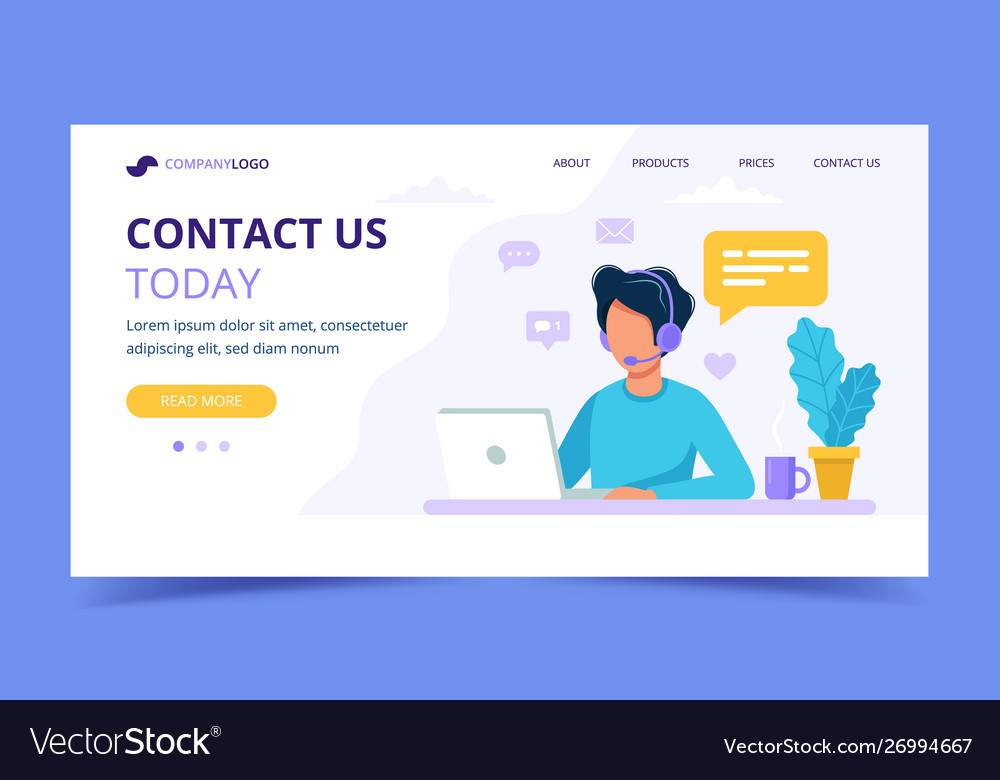 COMPANYLOGO
ABOUT PRODUCTS PRICES CONTACT US
CONTACT US
TODAY
Lorem ipsum dolor sit amet, consectetuer
adipiscing elit, sed diam nonum
READ MORE
1
VectorStock®
VectorStock.com/26994667